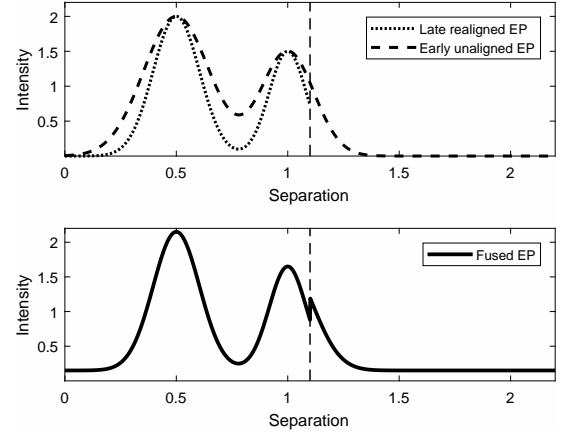 2
1.5
1
0.5
Intensity
Late realigned EP
Early unaligned EP
0 0.5 1 1.5 2
Separation
2
1.5
1
0.5
Intensity
Fused EP
0 0.5 1 1.5 2
Separation